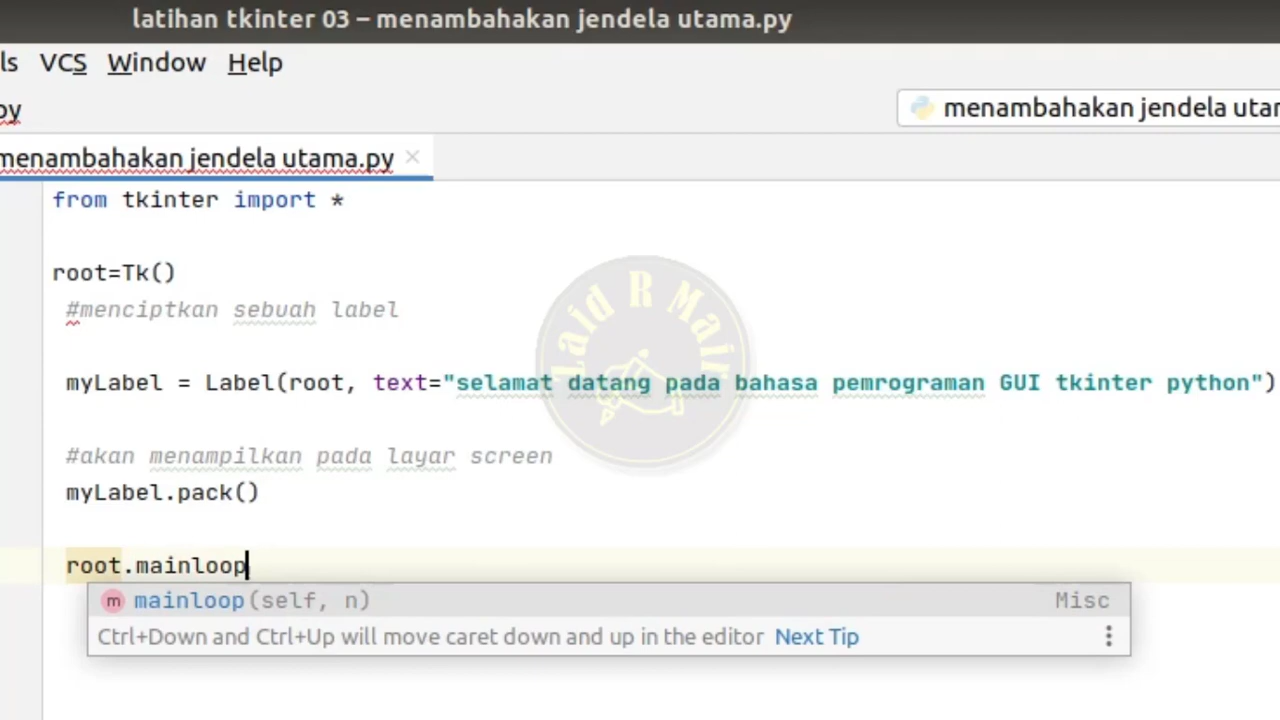 latihan tkinter 03 – menambahakan jendela utama.py
ls VCS Window Help
py
menambahakan jendela utam
menambahakan jendela utama.py
from tkinter import *
root=Tk()
#menciptkan sebuah label
myLabel = Label(root, text="selamat datang pada bahasa pemrograman GUI tkinter python")
Laid R Mair
#akan menampilkan pada layar screen
myLabel.pack()
root.mainloop
m mainloop(self, n) Misc
Ctrl+Down and Ctrl+Up will move caret down and up in the editor Next Tip